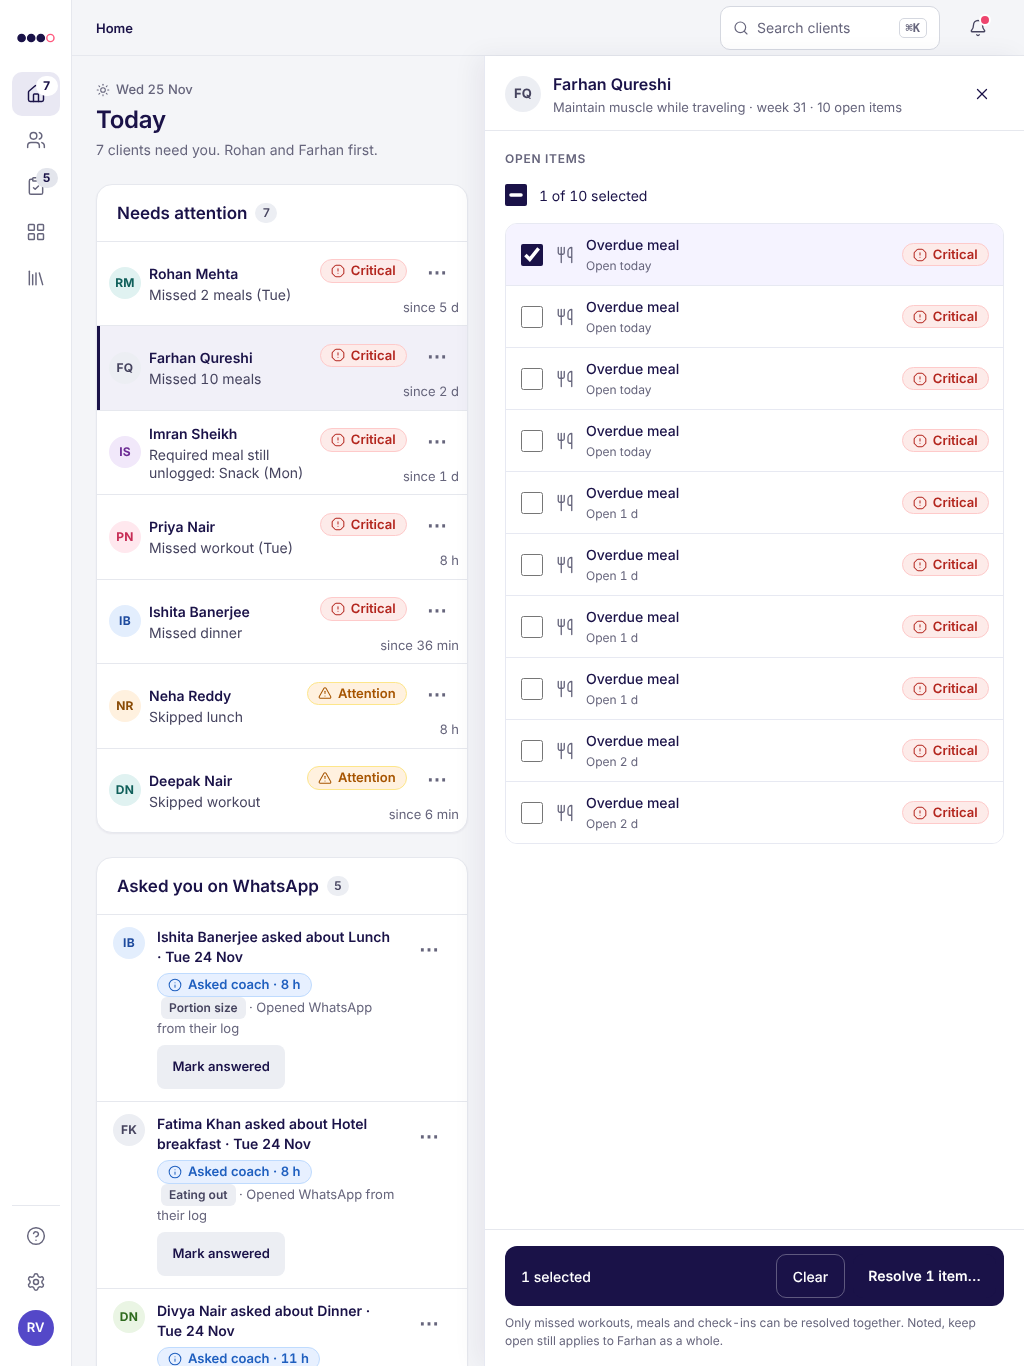 7
5
RV
Home
Search clients
⌘K
Wed 25 Nov
Today
7 clients need you. Rohan and Farhan first.
Needs attention 7
RM
Rohan Mehta
Missed 2 meals (Tue)
Critical
since 5 d
FQ
Farhan Qureshi
Missed 10 meals
Critical
since 2 d
IS
Imran Sheikh
Required meal still
unlogged: Snack (Mon)
Critical
since 1 d
PN
Priya Nair
Missed workout (Tue)
Critical
8 h
IB
Ishita Banerjee
Missed dinner
Critical
since 36 min
NR
Neha Reddy
Skipped lunch
Attention
8 h
DN
Deepak Nair
Skipped workout
Attention
since 6 min
Asked you on WhatsApp 5
IB
Ishita Banerjee asked about Lunch
· Tue 24 Nov
Asked coach · 8 h
Portion size · Opened WhatsApp
from their log
Mark answered
FK
Fatima Khan asked about Hotel
breakfast · Tue 24 Nov
Asked coach · 8 h
Eating out · Opened WhatsApp from
their log
Mark answered
DN
Divya Nair asked about Dinner ·
Tue 24 Nov
Asked coach · 11 h
FQ
Farhan Qureshi
Maintain muscle while traveling · week 31 · 10 open items
OPEN ITEMS
1 of 10 selected
Overdue meal
Open today
Critical
Overdue meal
Open today
Critical
Overdue meal
Open today
Critical
Overdue meal
Open today
Critical
Overdue meal
Open 1 d
Critical
Overdue meal
Open 1 d
Critical
Overdue meal
Open 1 d
Critical
Overdue meal
Open 1 d
Critical
Overdue meal
Open 2 d
Critical
Overdue meal
Open 2 d
Critical
1 selected
Clear
Resolve 1 item...
Only missed workouts, meals and check-ins can be resolved together. Noted, keep
open still applies to Farhan as a whole.